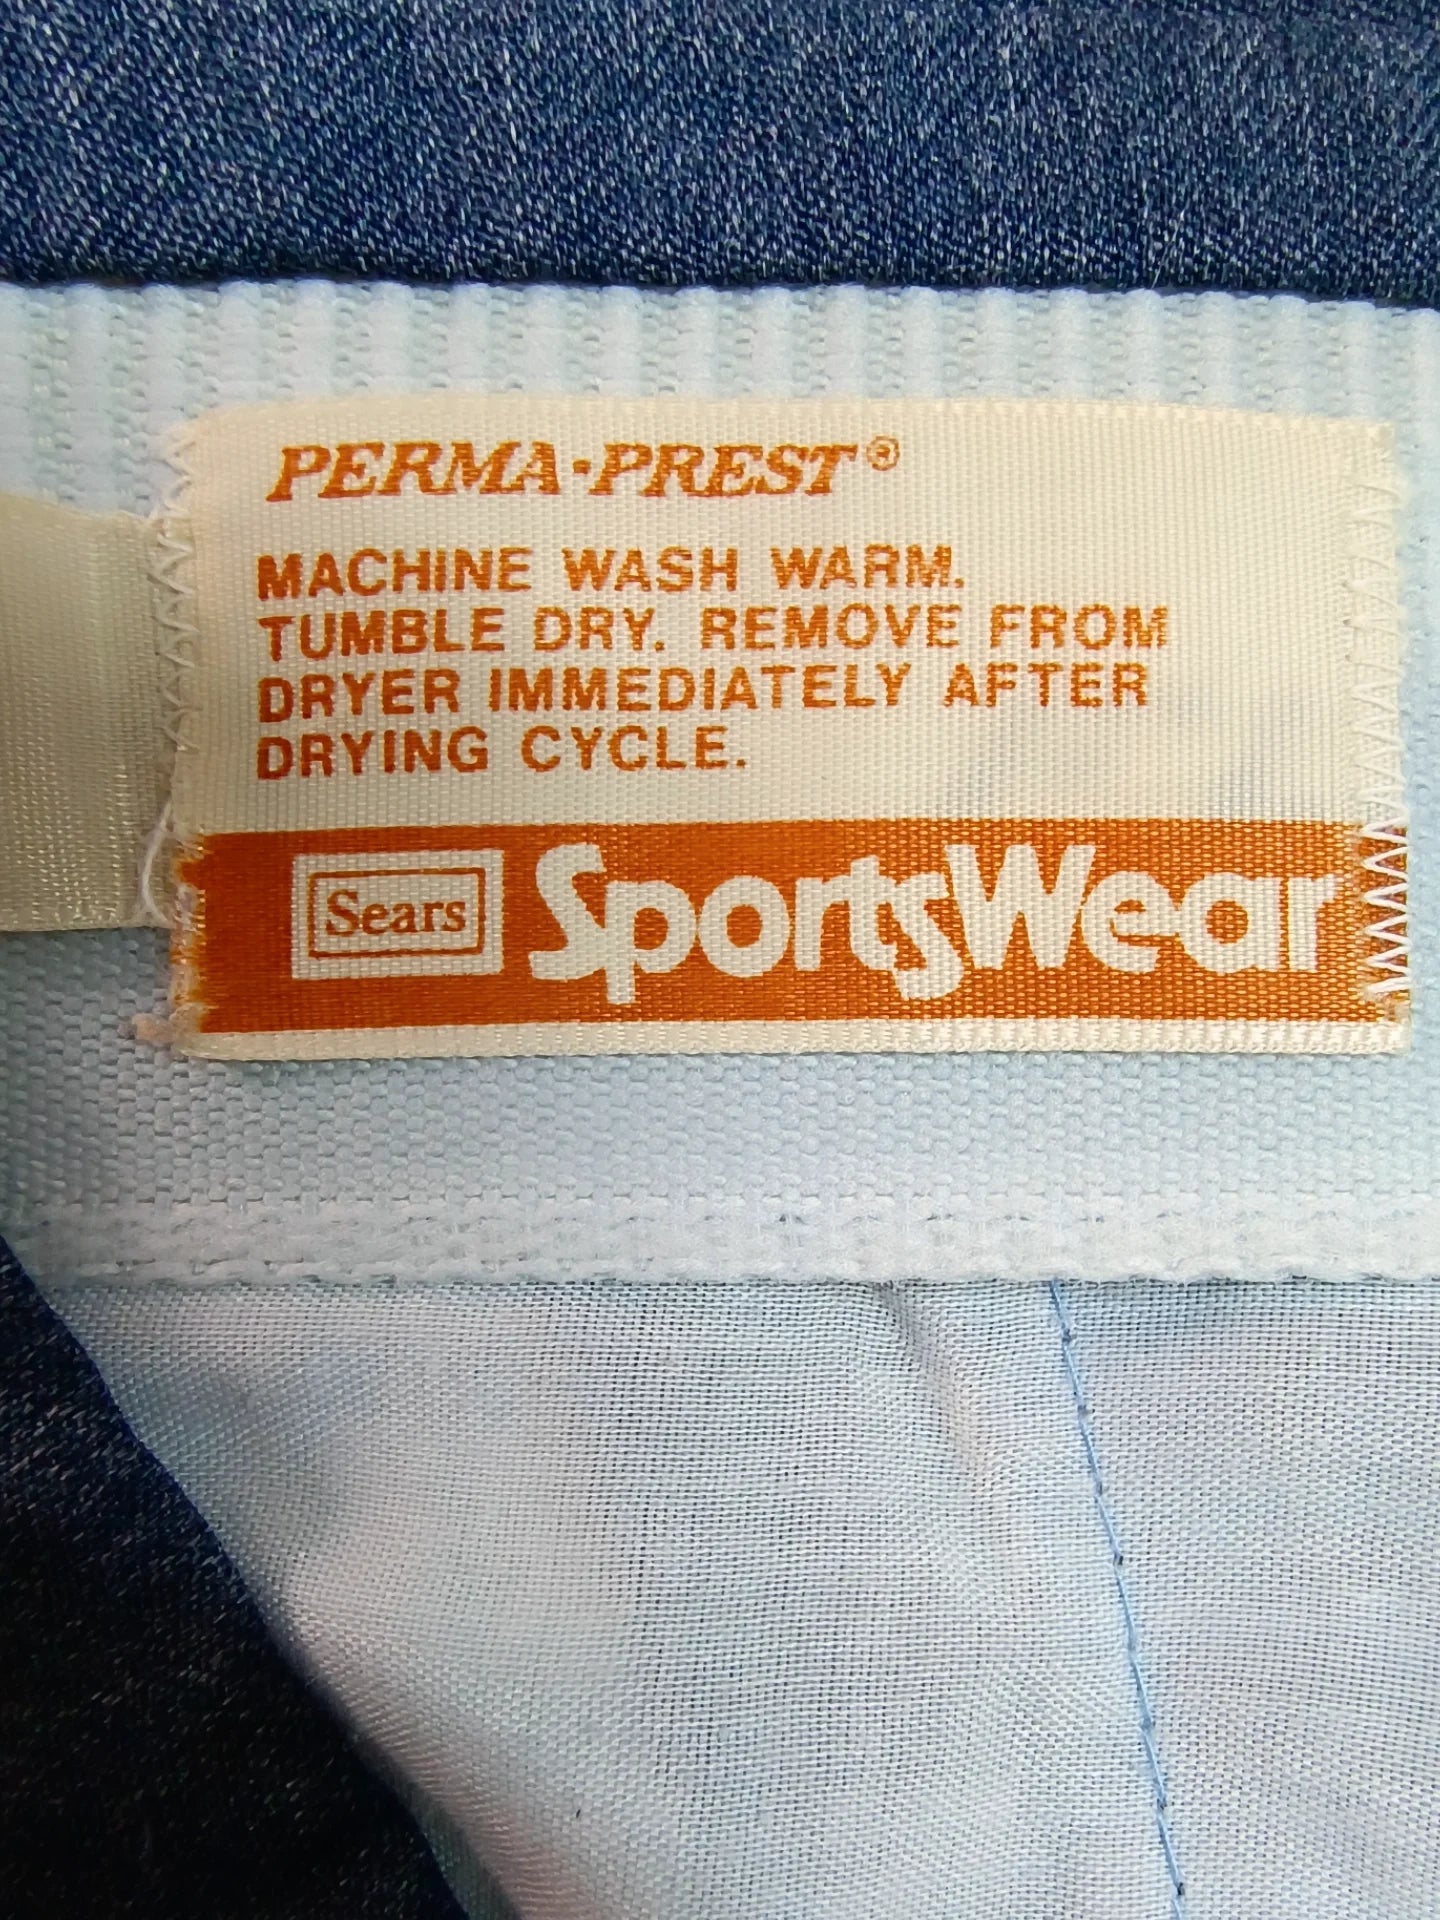 PERMA·PREST®
MACHINE WASH WARM.
TUMBLE DRY. REMOVE FROM
DRYER IMMEDIATELY AFTER
DRYING CYCLE.
Sears SportsWear